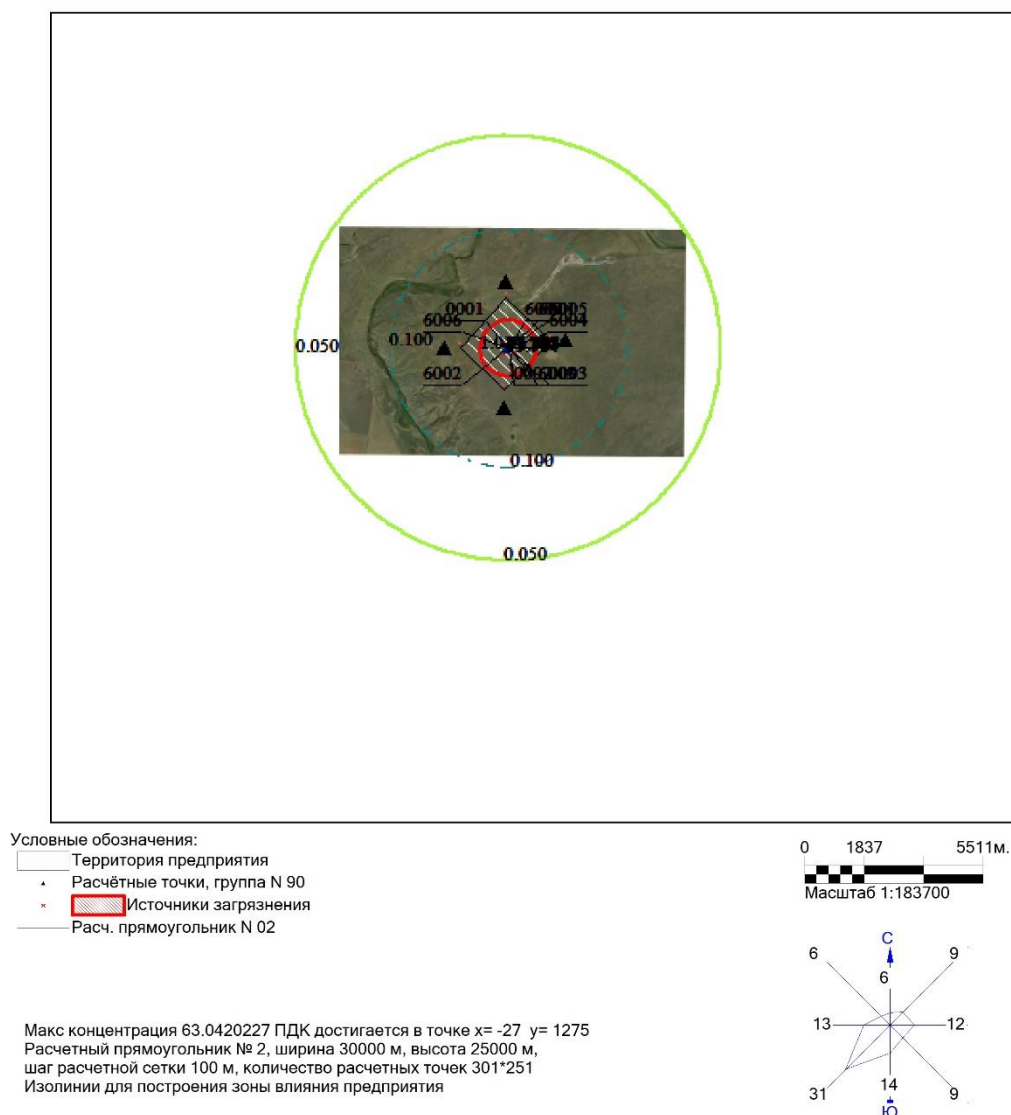 0001
6005
6006
6004
0.050
0.100
6002
6003
0.100
0.050
Условные обозначения:
Территория предприятия
Расчётные точки, группа N 90
Источники загрязнения
Расч. прямоугольник N 02
0 1837 5511м.
Масштаб 1:183700
С
6 9
6
13 12
31 14 9
Ю
Макс концентрация 63.0420227 ПДК достигается в точке x= -27 y= 1275
Расчетный прямоугольник № 2, ширина 30000 м, высота 25000 м,
шаг расчетной сетки 100 м, количество расчетных точек 301*251
Изолинии для построения зоны влияния предприятия